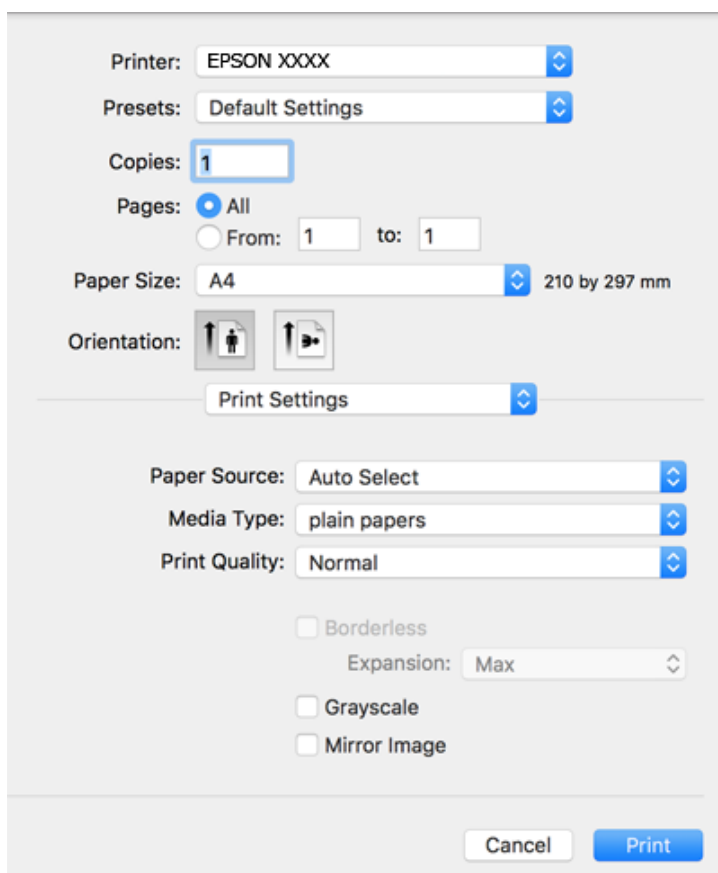 Printer: EPSON XXXX
Presets: Default Settings
Copies: 1
Pages: All
From: 1 to: 1
Paper Size: A4 210 by 297 mm
Orientation:
Print Settings
Paper Source: Auto Select
Media Type: plain papers
Print Quality: Normal
Borderless
Expansion: Max
Grayscale
Mirror Image
Cancel Print